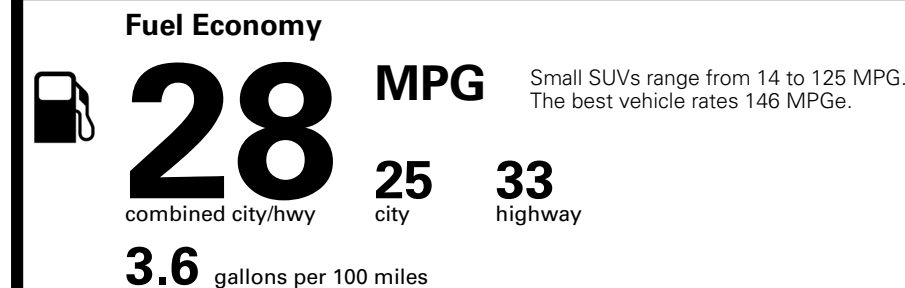 Fuel Economy
28 MPG
Small SUVs range from 14 to 125 MPG.
The best vehicle rates 146 MPGe.
combined city/hwy
25
city
33
highway
3.6 gallons per 100 miles